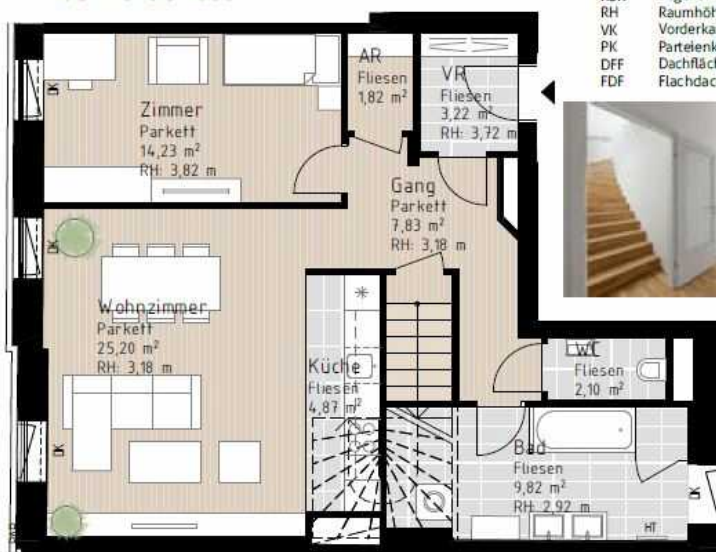 RH Raumhöh
VK Vorderka
PK Parteienk
DFF Dachfläch
FDF Flachdac
AR
Fliesen
1,82 m²
VR
Fliesen
3,22 m²
RH: 3,72 m
DK
Zimmer
Parkett
14,23 m²
RH: 3,82 m
Gang
Parkett
7,83 m²
RH: 3,18 m
DK
Wohnzimmer
Parkett
25,20 m²
RH: 3,18 m
Küche
Fliesen
4,87 m²
WC
Fliesen
2,10 m²
DK
Bad
Fliesen
9,82 m²
RH: 2,92 m
DK
HT